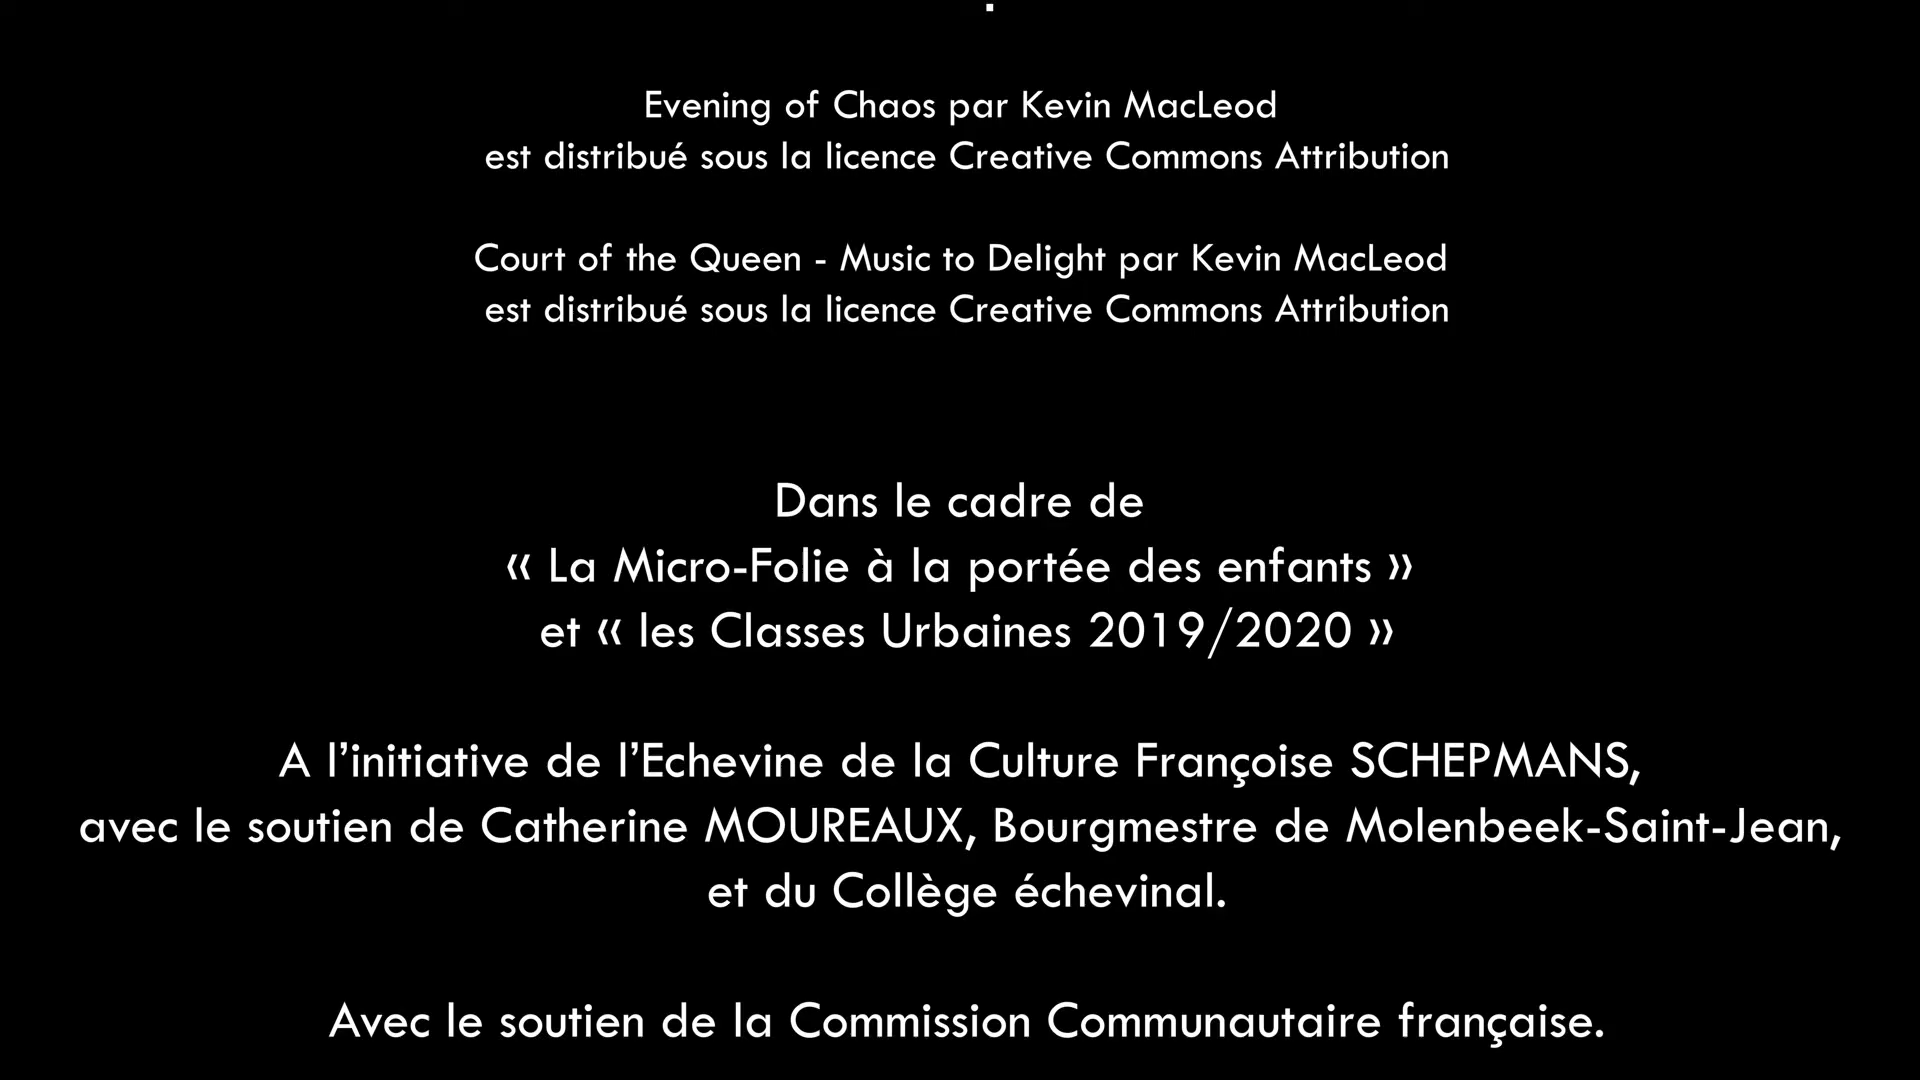 Evening of Chaos par Kevin MacLeod
est distribué sous la licence Creative Commons Attribution
Court of the Queen - Music to Delight par Kevin MacLeod
est distribué sous la licence Creative Commons Attribution
Dans le cadre de
« La Micro-Folie à la portée des enfants »
et « les Classes Urbaines 2019/2020 »
A l’initiative de l’Echevine de la Culture Françoise SCHEPMANS,
avec le soutien de Catherine MOUREAUX, Bourgmestre de Molenbeek-Saint-Jean,
et du Collège échevinal.
Avec le soutien de la Commission Communautaire française.